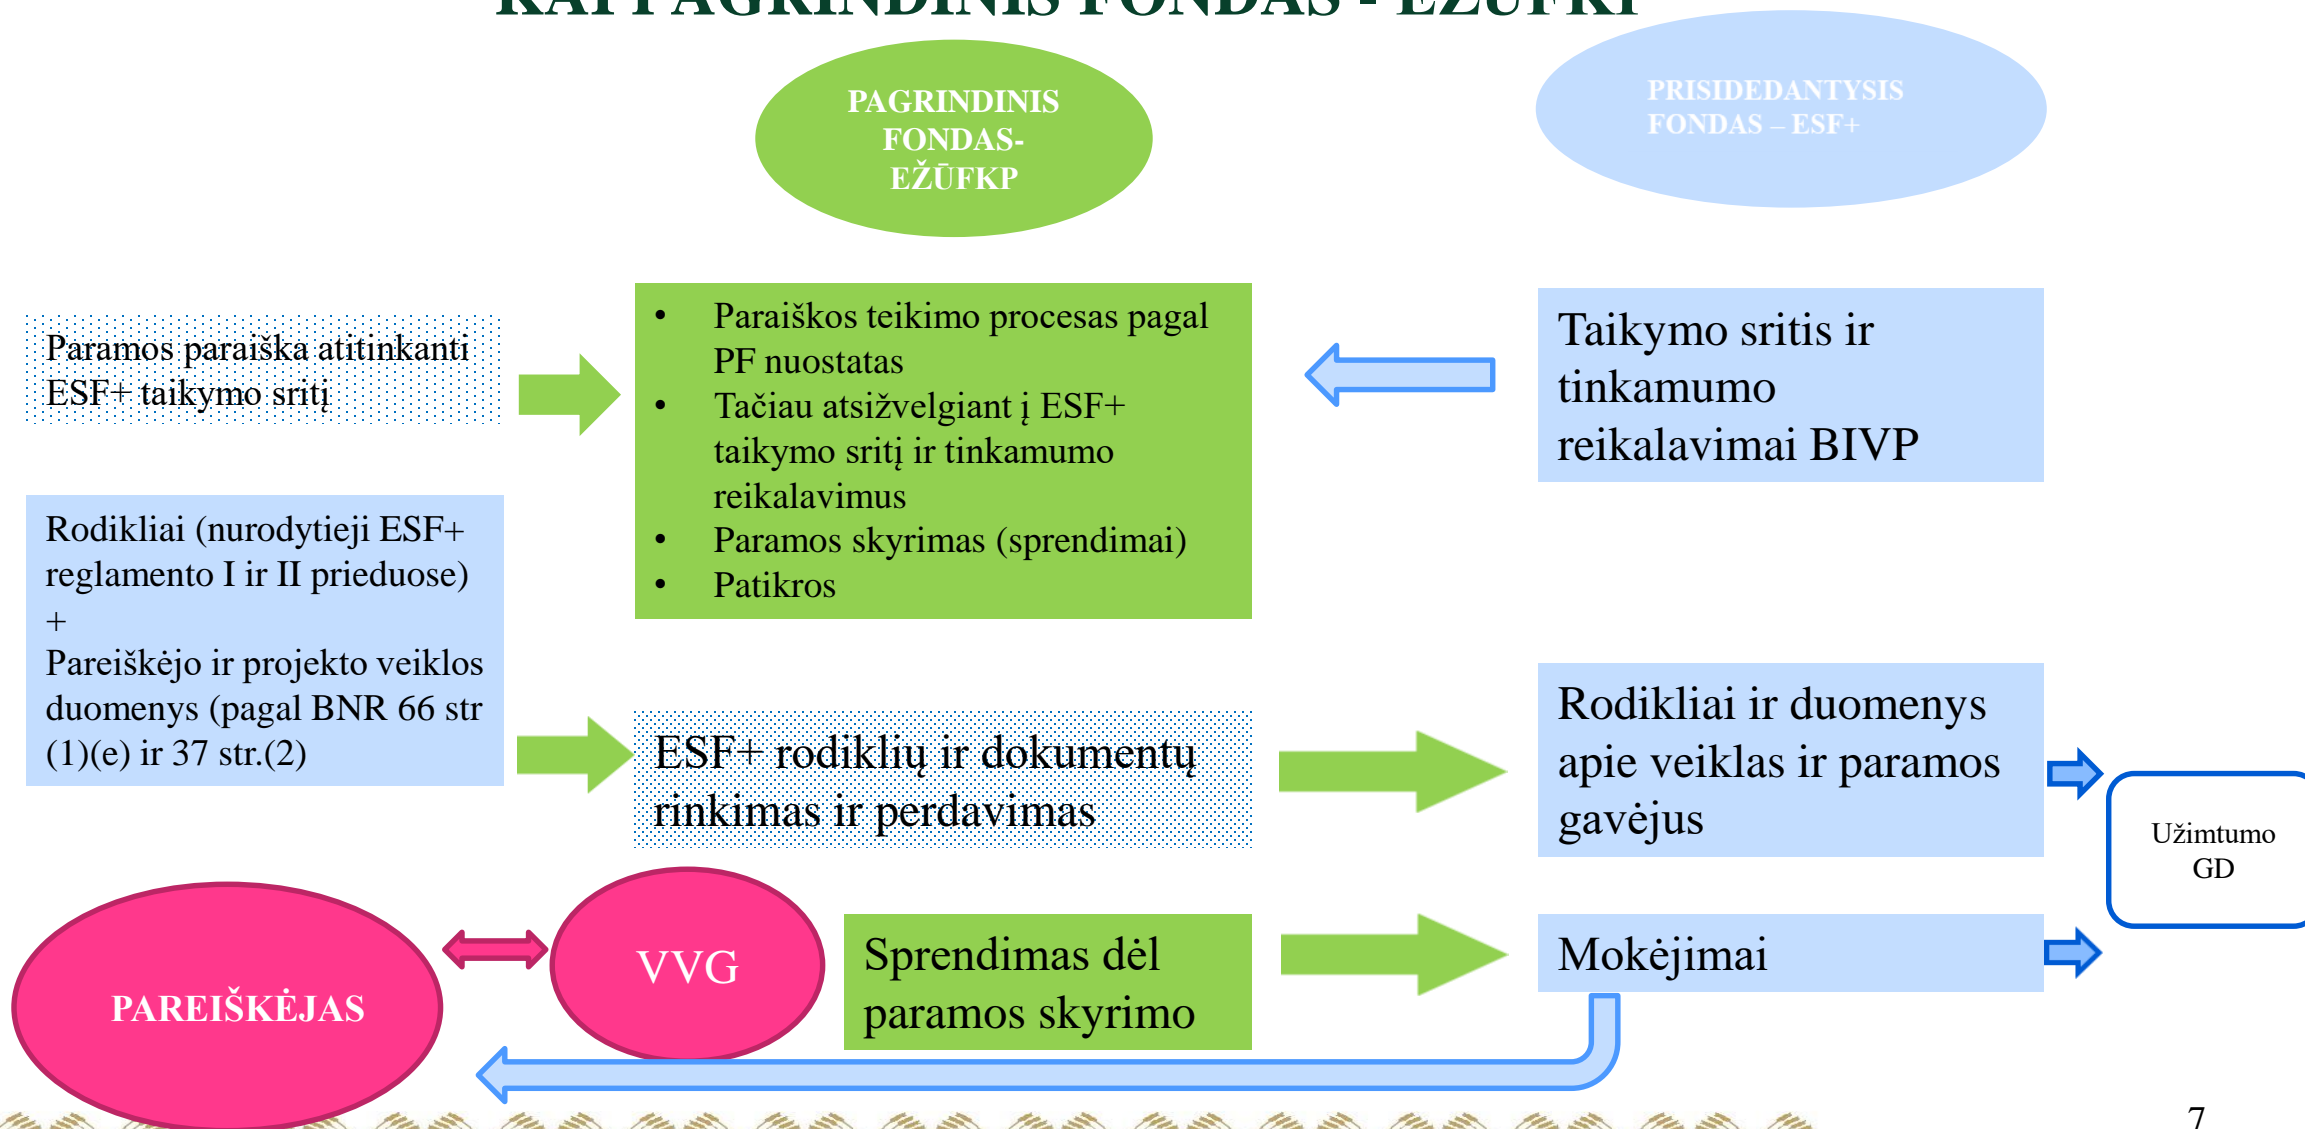 KAI PAGRINDINIS FONDAS - EŽŪFKP
PAGRINDINIS
FONDAS-
EŽŪFKP
PRISIDEDANTYSIS
FONDAS – ESF+
Paramos paraiška atitinkanti
ESF+ taikymo sritį
• Paraiškos teikimo procesas pagal
PF nuostatas
• Tačiau atsižvelgiant į ESF+
taikymo sritį ir tinkamumo
reikalavimus
• Paramos skyrimas (sprendimai)
• Patikros
Taikymo sritis ir
tinkamumo
reikalavimai BIVP
Rodikliai (nurodytieji ESF+
reglamento I ir II prieduose)
+
Pareiškėjo ir projekto veiklos
duomenys (pagal BNR 66 str
(1)(e) ir 37 str.(2)
ESF+ rodiklių ir dokumentų
rinkimas ir perdavimas
Rodikliai ir duomenys
apie veiklas ir paramos
gavėjus
Užimtumo
GD
PAREIŠKĖJAS
VVG
Sprendimas dėl
paramos skyrimo
Mokėjimai
7